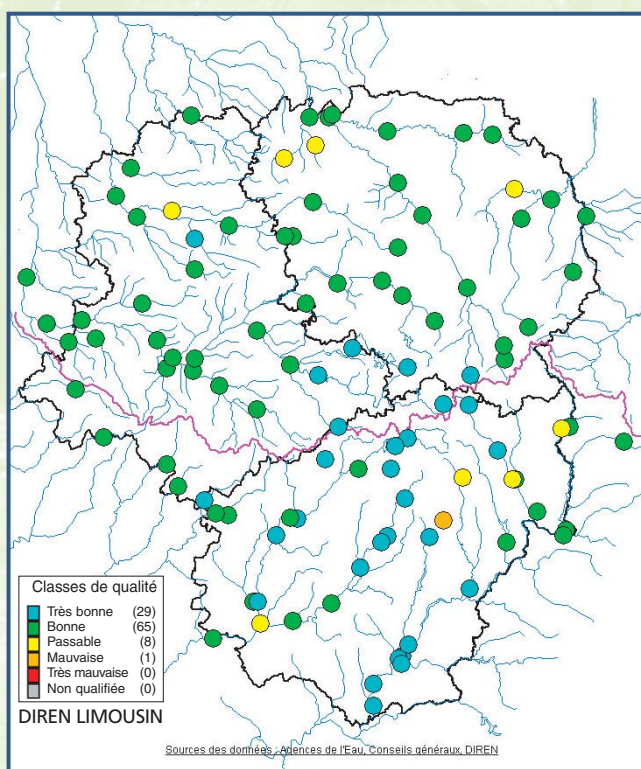 Classes de qualité
Très bonne (29)
Bonne (65)
Passable (8)
Mauvaise (1)
Très mauvaise (0)
Non qualifiée (0)
DIREN LIMOUSIN
Sources des données : Agences de l'Eau, Conseils généraux, DIREN